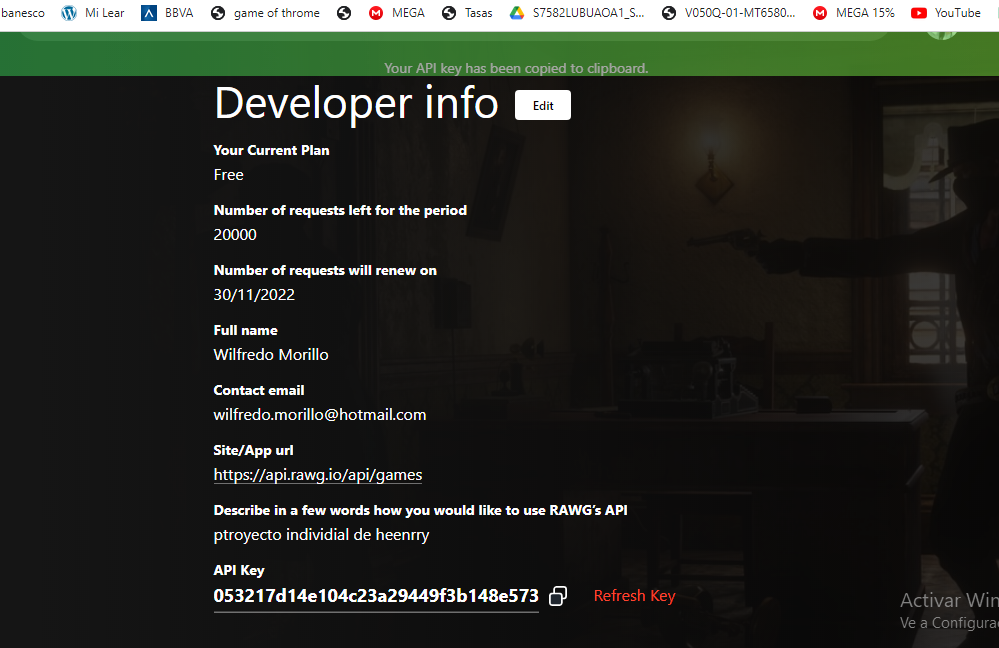 banesco Mi Lear BBVA game of throme MEGA Tasas S7582LUBUAOA1_S... V050Q-01-MT6580... MEGA 15% YouTube
Your API key has been copied to clipboard.
Developer info Edit
Your Current Plan
Free
Number of requests left for the period
20000
Number of requests will renew on
30/11/2022
Full name
Wilfredo Morillo
Contact email
wilfredo.morillo@hotmail.com
Site/App url
https://api.rawg.io/api/games
Describe in a few words how you would like to use RAWG's API
ptroyecto individial de heenrry
API Key
053217d14e104c23a29449f3b148e573 Refresh Key
Activar Win
Ve a Configura